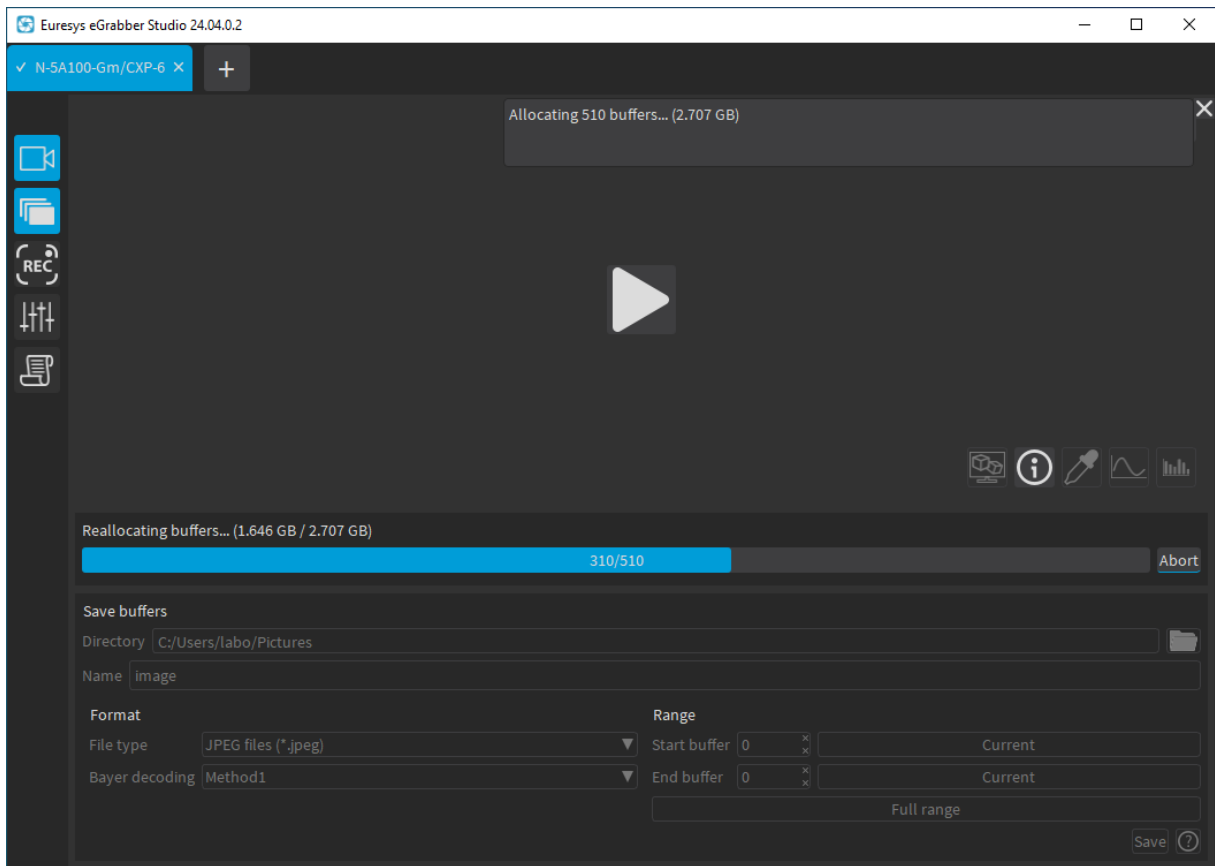 Euresys eGrabber Studio 24.04.0.2
N-5A100-Gm/CXP-6
Allocating 510 buffers... (2.707 GB)
REC
Reallocating buffers... (1.646 GB / 2.707 GB)
310/510 Abort
Save buffers
Directory C:/Users/labo/Pictures
Name image
Format Range
File type JPEG files (*.jpeg) Start buffer 0 Current
Bayer decoding Method1 End buffer 0 Current
Full range
Save ?